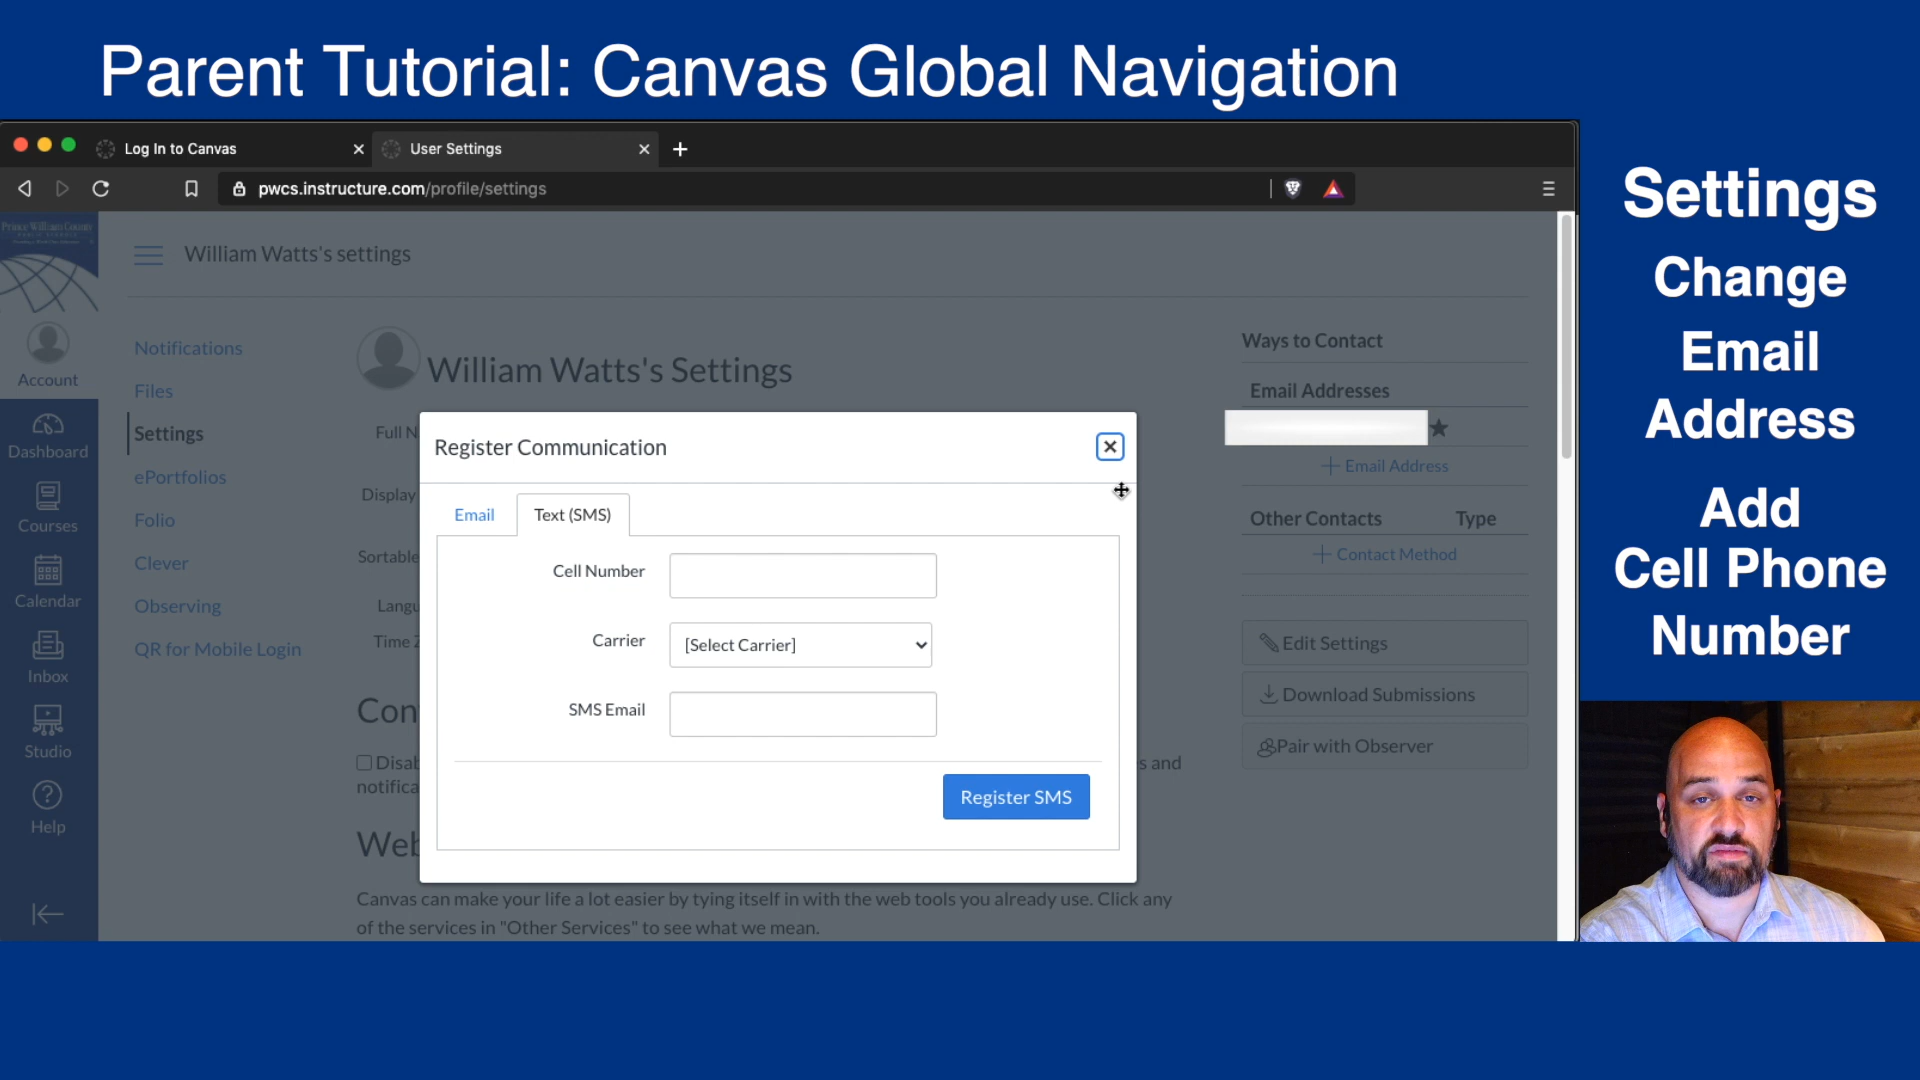 Parent Tutorial: Canvas Global Navigation
Log In to Canvas
User Settings
pwcs.instructure.com/profile/settings
Prince William County
William Watts's settings
Account
Dashboard
Courses
Calendar
Inbox
Studio
Help
Notifications
Files
Settings
ePortfolios
Folio
Clever
Observing
QR for Mobile Login
William Watts's Settings
Full N
Display
Sortable
Langu
Time Z
Con
Disab
s and
notifica
Web
Canvas can make your life a lot easier by tying itself in with the web tools you already use. Click any
of the services in "Other Services" to see what we mean.
Register Communication
Email
Text (SMS)
Cell Number
Carrier
[Select Carrier]
SMS Email
Register SMS
Ways to Contact
Email Addresses
Email Address
Other Contacts Type
Contact Method
Edit Settings
Download Submissions
Pair with Observer
Settings
Change
Email
Address
Add
Cell Phone
Number